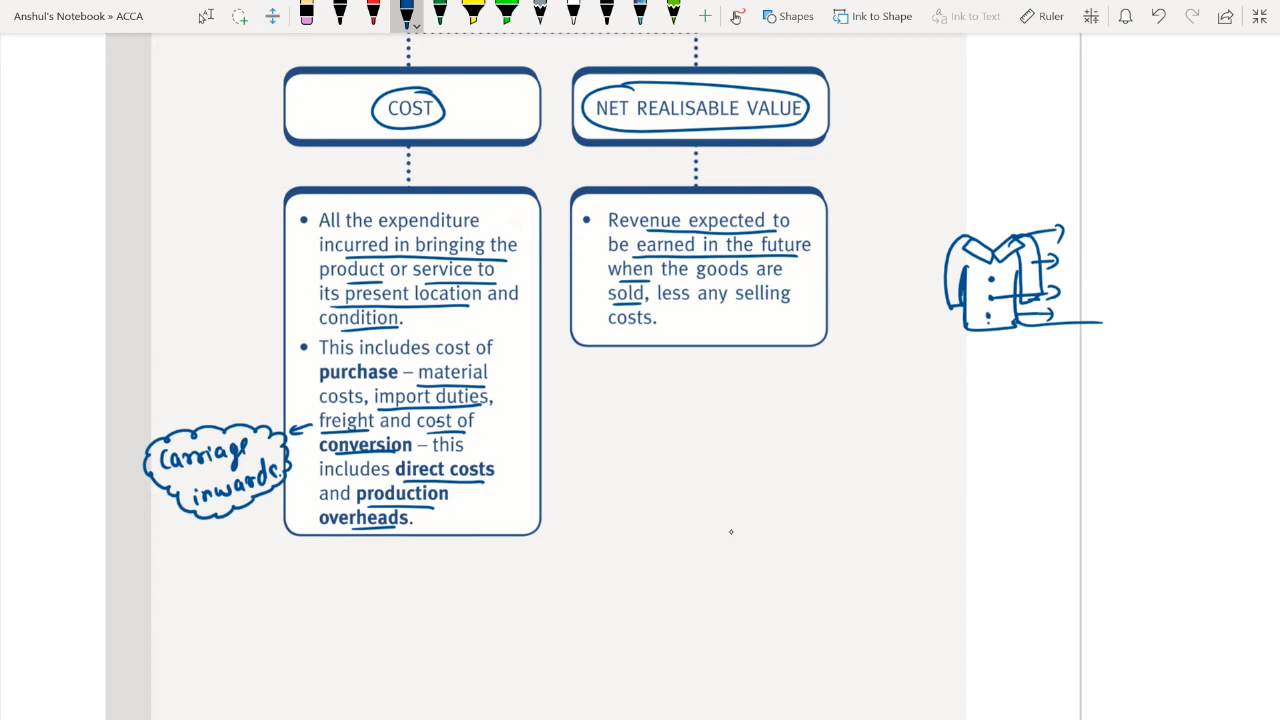 Anshul's Notebook » ACCA
Shapes
Ink to Shape
Ink to Text
Ruler
COST
NET REALISABLE VALUE
• All the expenditure
incurred in bringing the
product or service to
its present location and
condition.
• This includes cost of
purchase – material
costs, import duties,
freight and cost of
conversion – this
includes direct costs
and production
overheads.
• Revenue expected to
be earned in the future
when the goods are
sold, less any selling
costs.
Carriage
inwards